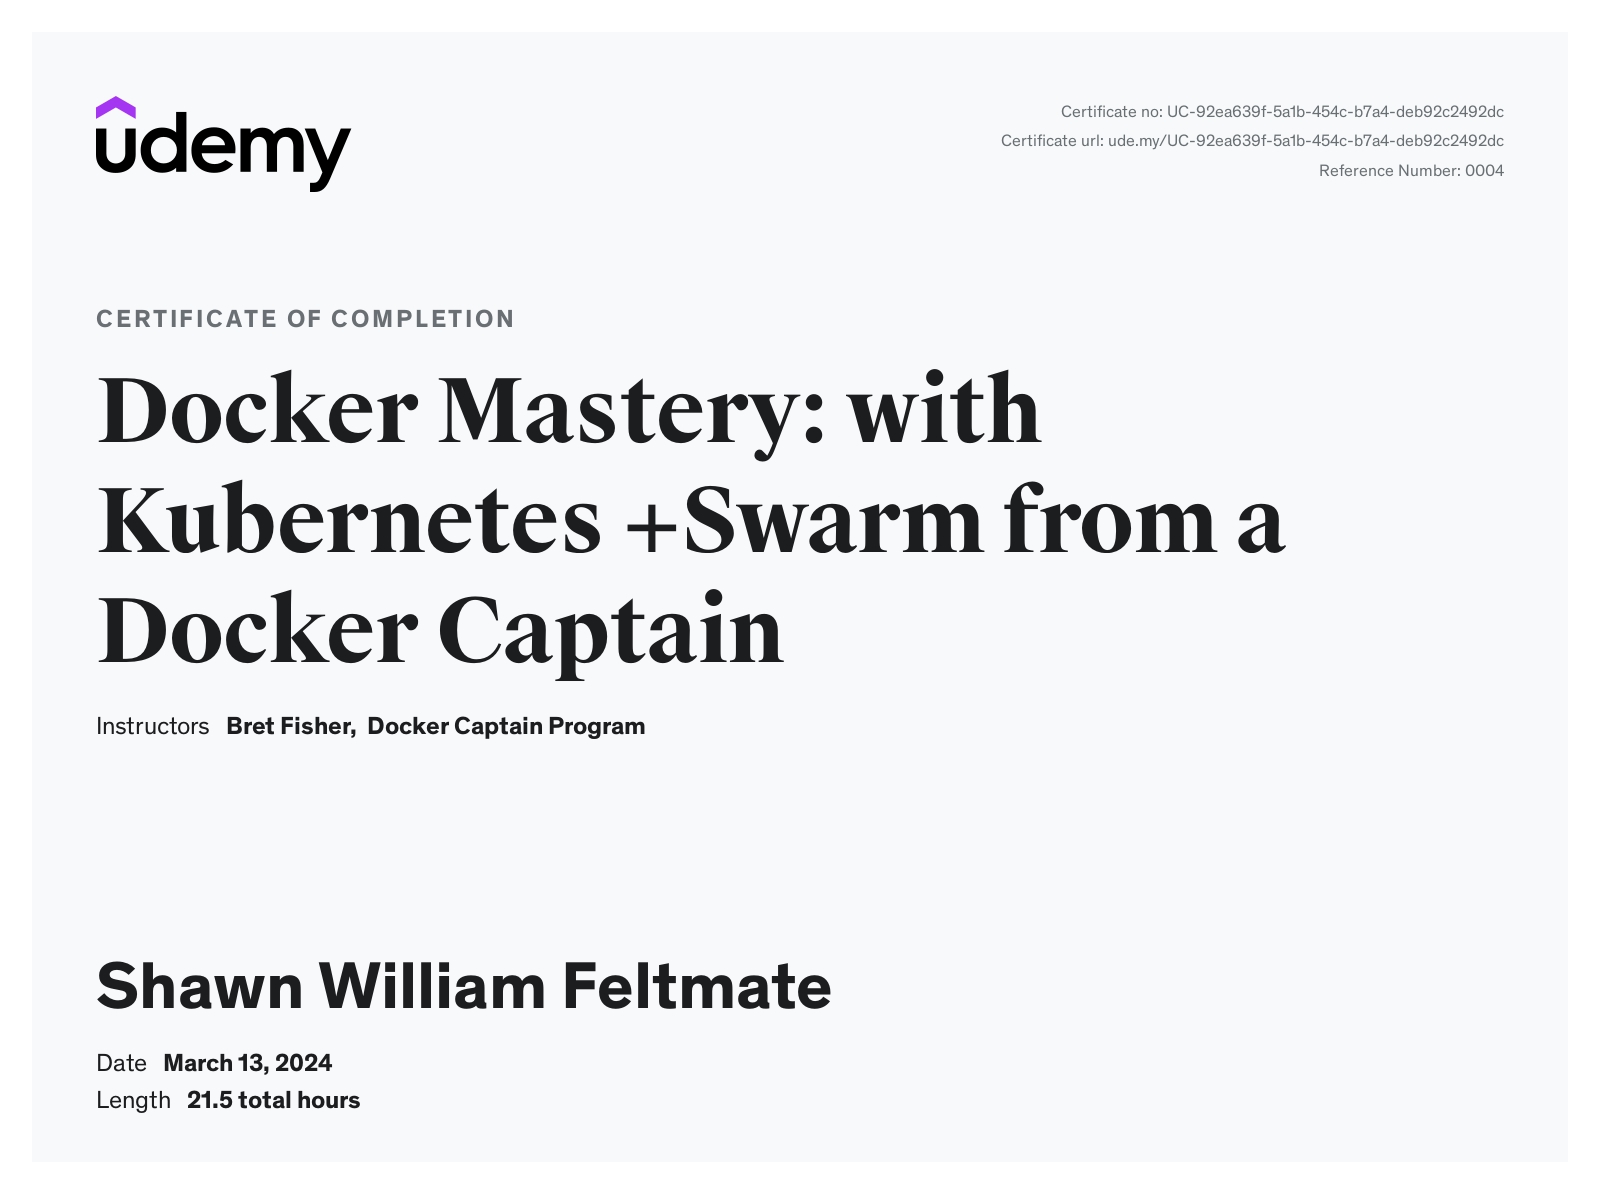 udemy
Certificate no: UC-92ea639f-5a1b-454c-b7a4-deb92c2492dc
Certificate url: ude.my/UC-92ea639f-5a1b-454c-b7a4-deb92c2492dc
Reference Number: 0004
CERTIFICATE OF COMPLETION
Docker Mastery: with
Kubernetes +Swarm from a
Docker Captain
Instructors Bret Fisher, Docker Captain Program
Shawn William Feltmate
Date March 13, 2024
Length 21.5 total hours